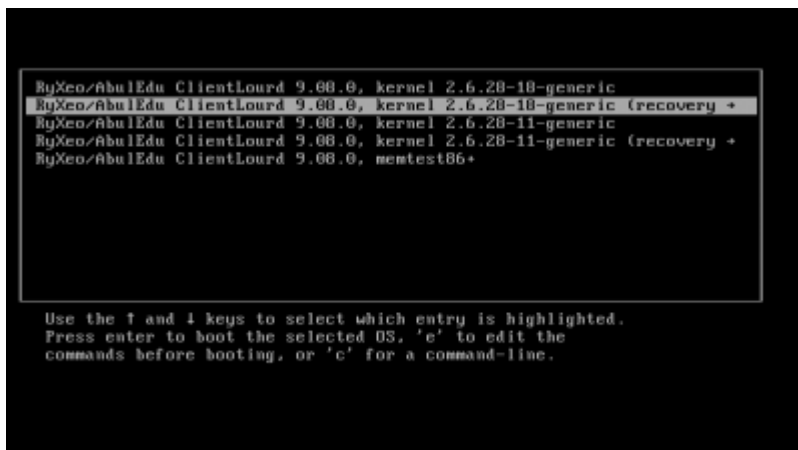 RyXeo/AbulEdu ClientLourd 9.08.0, kernel 2.6.28-18-generic
RyXeo/AbulEdu ClientLourd 9.08.0, kernel 2.6.28-18-generic (recovery →
RyXeo/AbulEdu ClientLourd 9.08.0, kernel 2.6.28-11-generic
RyXeo/AbulEdu ClientLourd 9.08.0, kernel 2.6.28-11-generic (recovery →
RyXeo/AbulEdu ClientLourd 9.08.0, memtest86+
Use the ↑ and ↓ keys to select which entry is highlighted.
Press enter to boot the selected OS, 'e' to edit the
commands before booting, or 'c' for a command-line.